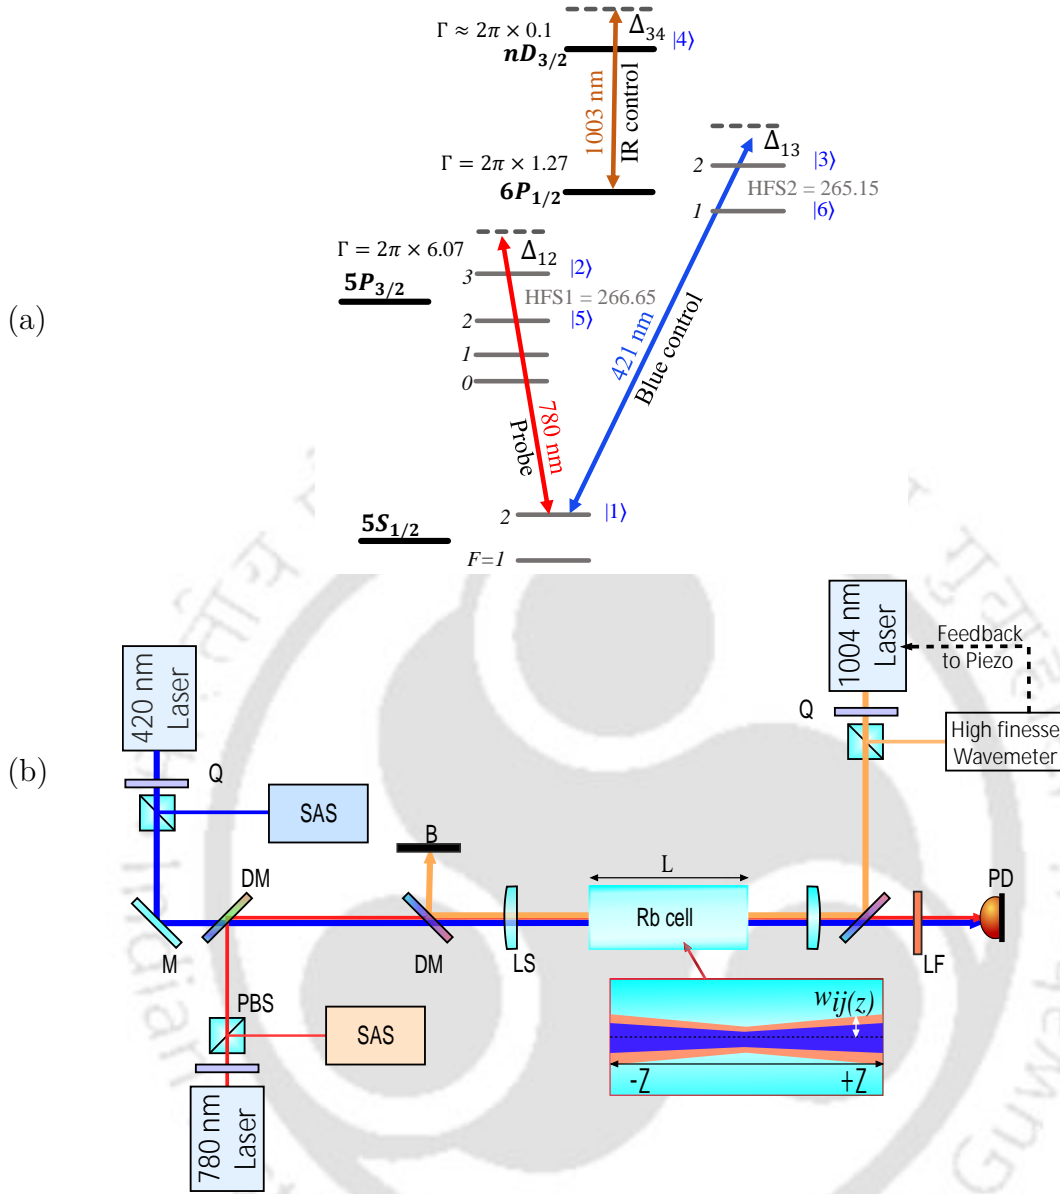 (a)
Γ ≈ 2π × 0.1
nD3/2
Δ34
|4⟩
1003 nm
IR control
Γ = 2π × 1.27
6P1/2
Δ13
2
|3⟩
HFS2 = 265.15
1
|6⟩
Γ = 2π × 6.07
Δ12
5P3/2
3
|2⟩
HFS1 = 266.65
2
|5⟩
1
0
780 nm
Probe
421 nm
Blue control
5S1/2
2
|1⟩
F=1
(b)
420 nm
Laser
Q
SAS
M
DM
PBS
SAS
780 nm
Laser
B
DM
LS
L
Rb cell
wij(z)
-Z
+Z
1004 nm
Laser
Q
Feedback
to Piezo
High finesse
Wavemeter
LF
PD
Indian
Guwah